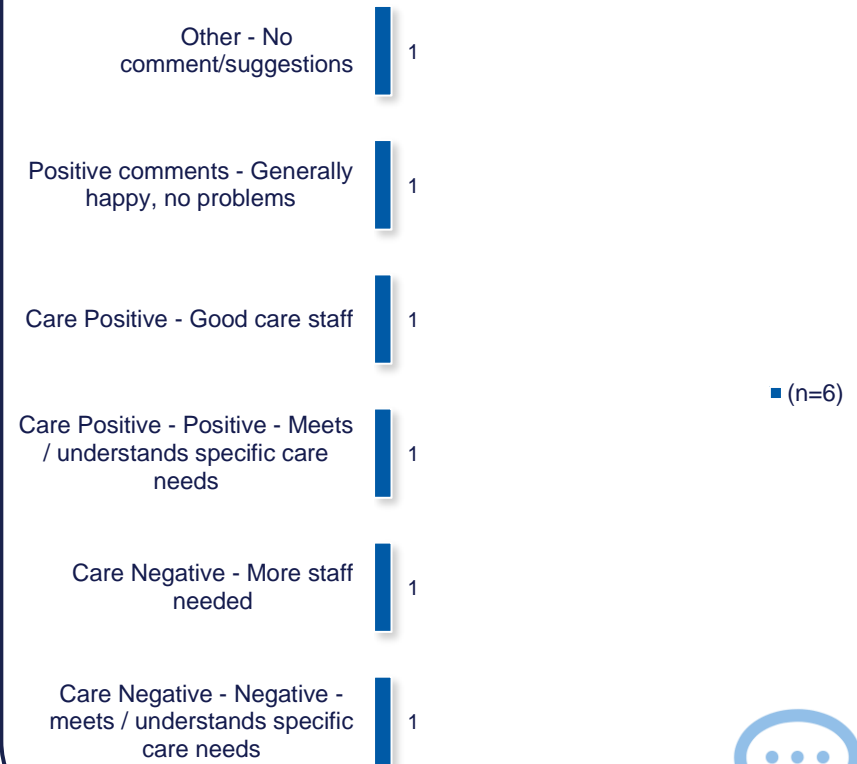 Other - No
comment/suggestions
1
Positive comments - Generally
happy, no problems
1
Care Positive - Good care staff
1
(n=6)
Care Positive - Positive - Meets
/ understands specific care
needs
1
Care Negative - More staff
needed
1
Care Negative - Negative -
meets / understands specific
care needs
1